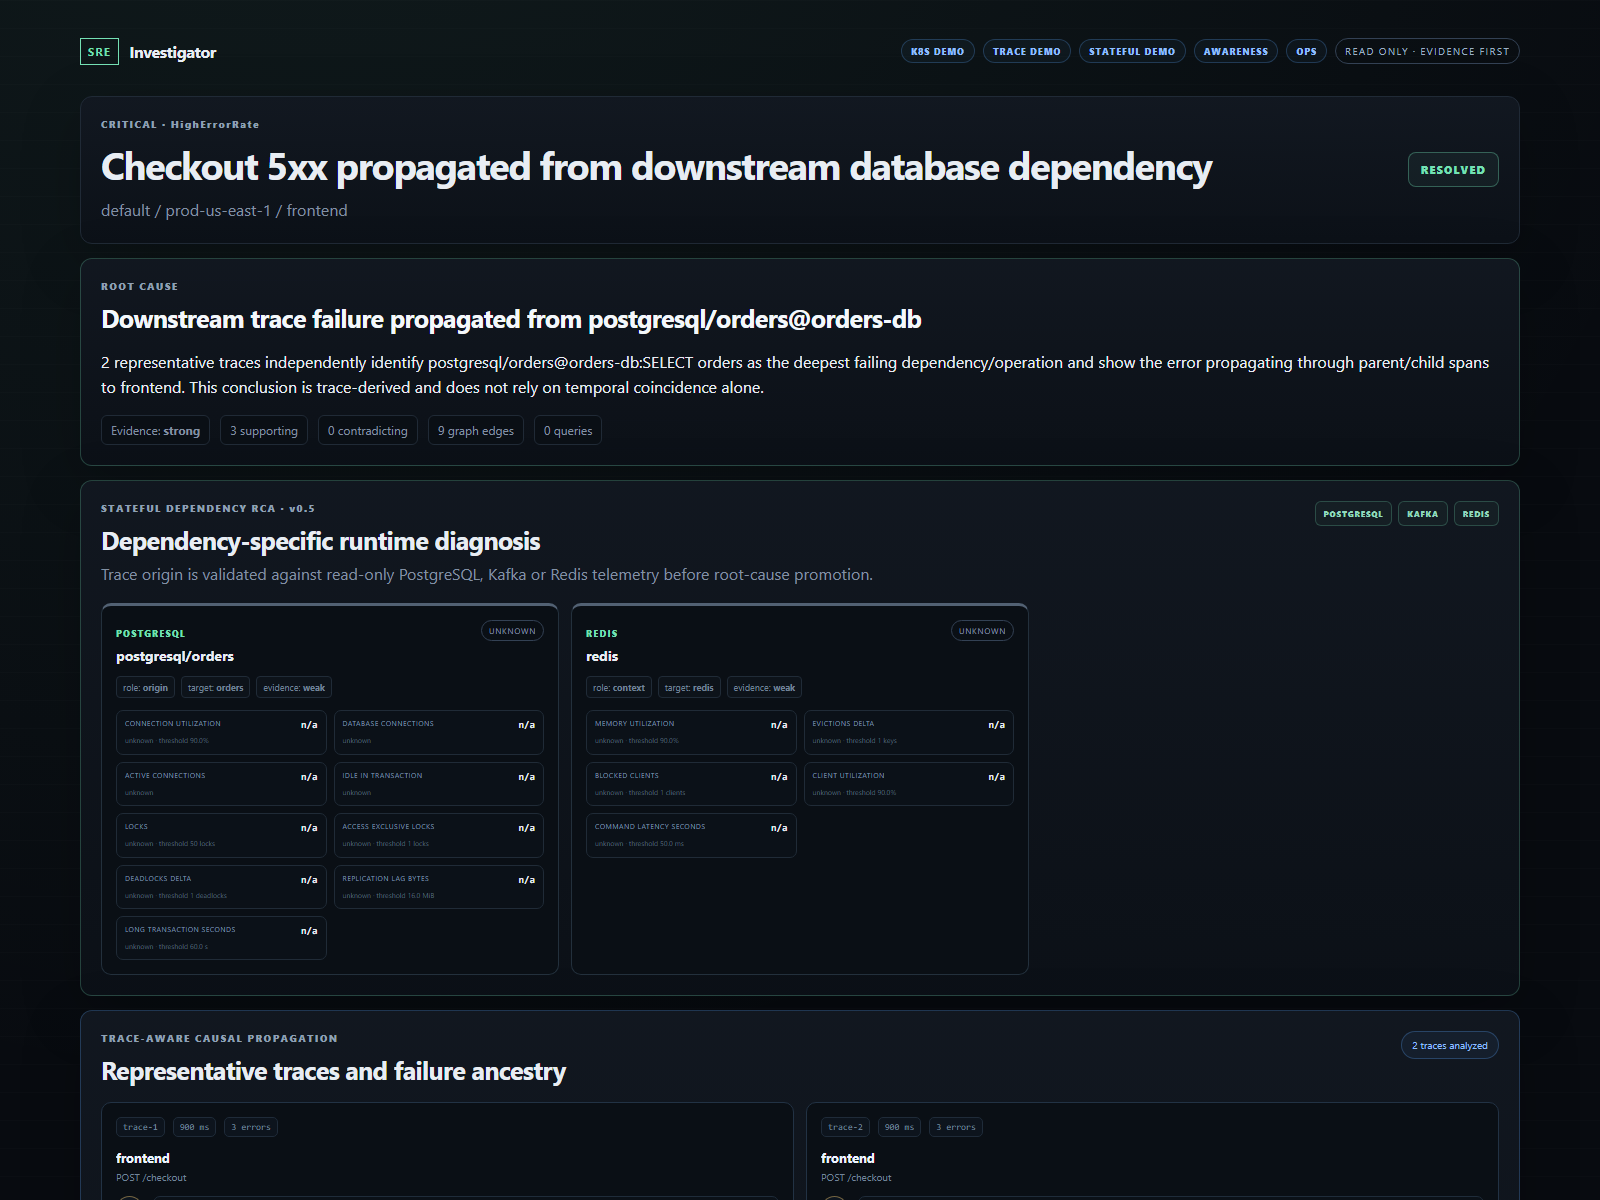 SRE Investigator
K8S DEMO TRACE DEMO STATEFUL DEMO AWARENESS OPS READ ONLY · EVIDENCE FIRST
CRITICAL · HighErrorRate
Checkout 5xx propagated from downstream database dependency
RESOLVED
default / prod-us-east-1 / frontend
ROOT CAUSE
Downstream trace failure propagated from postgresql/orders@orders-db
2 representative traces independently identify postgresql/orders@orders-db:SELECT orders as the deepest failing dependency/operation and show the error propagating through parent/child spans
to frontend. This conclusion is trace-derived and does not rely on temporal coincidence alone.
Evidence: strong 3 supporting 0 contradicting 9 graph edges 0 queries
STATEFUL DEPENDENCY RCA · v0.5
POSTGRESQL KAFKA REDIS
Dependency-specific runtime diagnosis
Trace origin is validated against read-only PostgreSQL, Kafka or Redis telemetry before root-cause promotion.
POSTGRESQL UNKNOWN
postgresql/orders
role: origin target: orders evidence: weak
CONNECTION UTILIZATION n/a
unknown · threshold 90.0%
DATABASE CONNECTIONS n/a
unknown
ACTIVE CONNECTIONS n/a
unknown
IDLE IN TRANSACTION n/a
unknown
LOCKS n/a
unknown · threshold 50 locks
ACCESS EXCLUSIVE LOCKS n/a
unknown · threshold 1 locks
DEADLOCKS DELTA n/a
unknown · threshold 1 deadlocks
REPLICATION LAG BYTES n/a
unknown · threshold 16.0 MiB
LONG TRANSACTION SECONDS n/a
unknown · threshold 60.0 s
REDIS UNKNOWN
redis
role: context target: redis evidence: weak
MEMORY UTILIZATION n/a
unknown · threshold 90.0%
EVICTIONS DELTA n/a
unknown · threshold 1 keys
BLOCKED CLIENTS n/a
unknown · threshold 1 clients
CLIENT UTILIZATION n/a
unknown · threshold 90.0%
COMMAND LATENCY SECONDS n/a
unknown · threshold 50.0 ms
TRACE-AWARE CAUSAL PROPAGATION
2 traces analyzed
Representative traces and failure ancestry
trace-1 900 ms 3 errors
frontend
POST /checkout
trace-2 900 ms 3 errors
frontend
POST /checkout